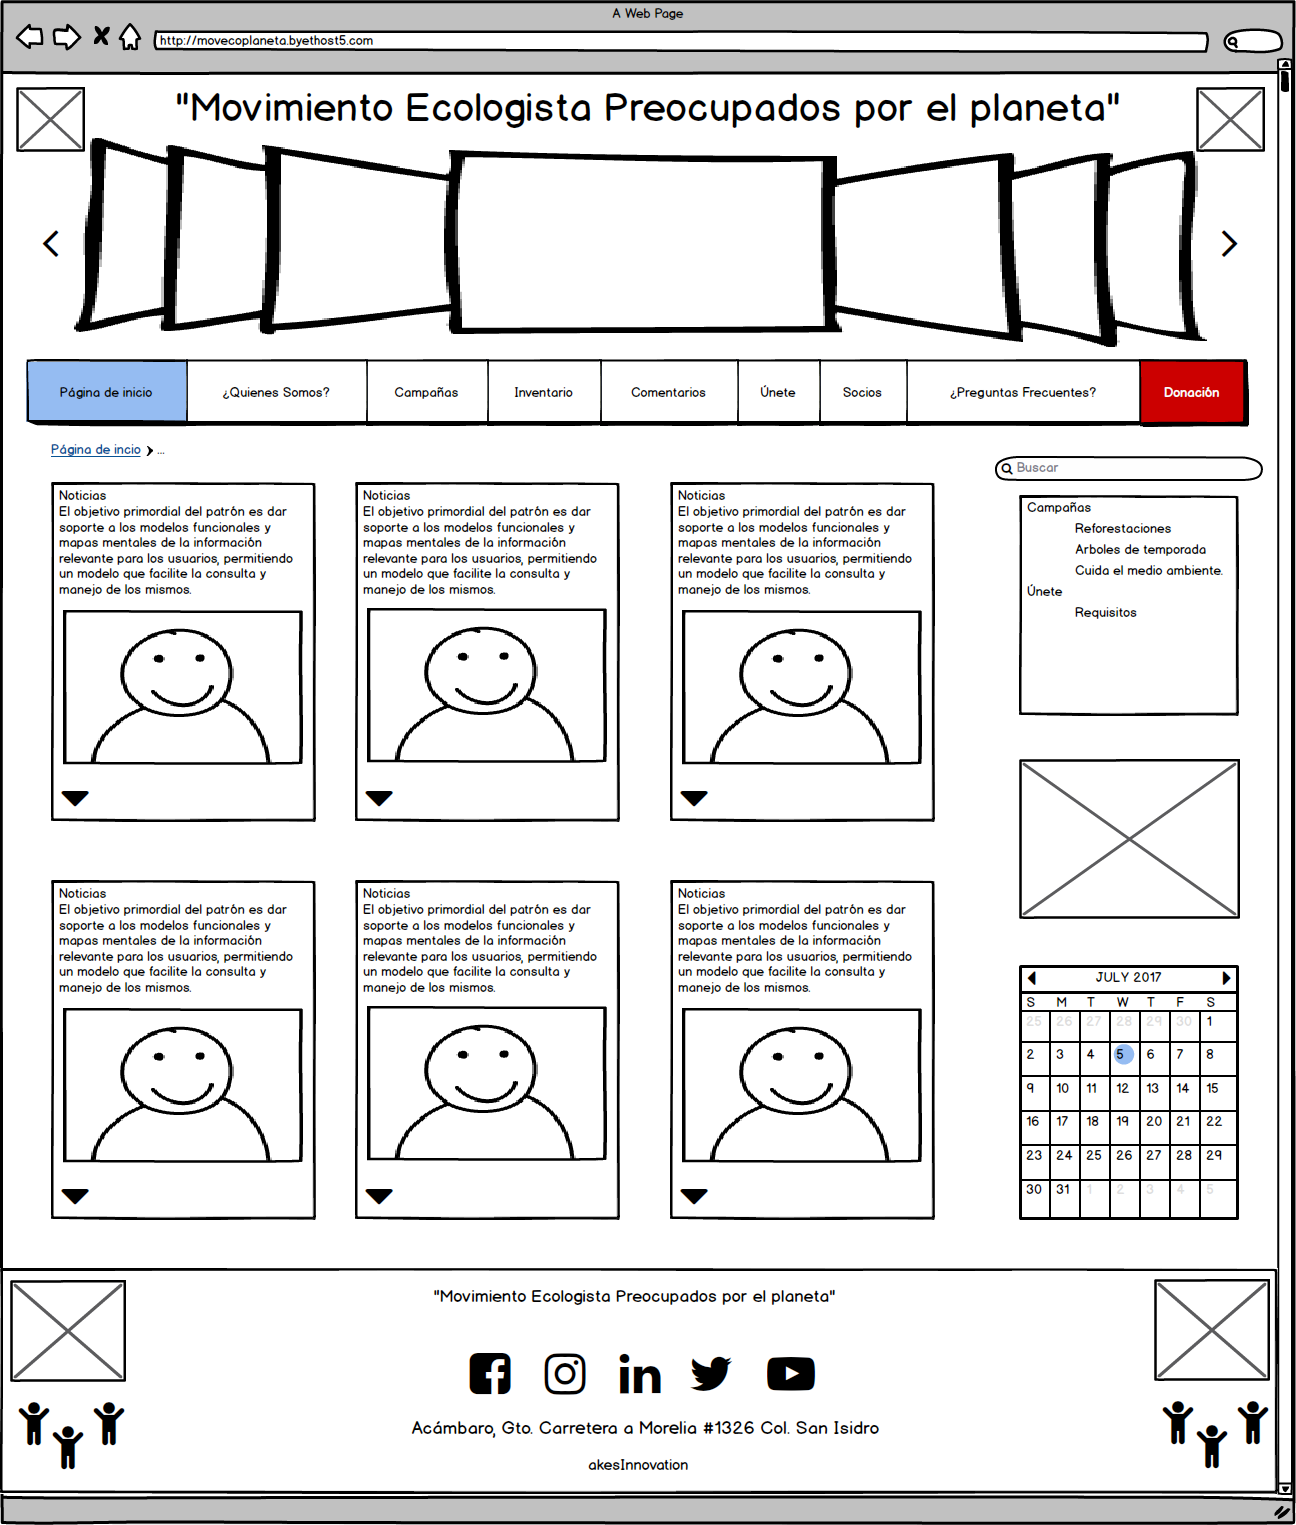 A Web Page
http://movecoplaneta.byethost5.com
"Movimiento Ecologista Preocupados por el planeta"
Página de inicio ¿Quienes Somos? Campañas Inventario Comentarios Únete Socios ¿Preguntas Frecuentes? Donación
Página de incio ...
Buscar
Noticias
El objetivo primordial del patrón es dar
soporte a los modelos funcionales y
mapas mentales de la información
relevante para los usuarios, permitiendo
un modelo que facilite la consulta y
manejo de los mismos.
Noticias
El objetivo primordial del patrón es dar
soporte a los modelos funcionales y
mapas mentales de la información
relevante para los usuarios, permitiendo
un modelo que facilite la consulta y
manejo de los mismos.
Noticias
El objetivo primordial del patrón es dar
soporte a los modelos funcionales y
mapas mentales de la información
relevante para los usuarios, permitiendo
un modelo que facilite la consulta y
manejo de los mismos.
Campañas
Reforestaciones
Arboles de temporada
Cuida el medio ambiente.
Únete
Requisitos
Noticias
El objetivo primordial del patrón es dar
soporte a los modelos funcionales y
mapas mentales de la información
relevante para los usuarios, permitiendo
un modelo que facilite la consulta y
manejo de los mismos.
Noticias
El objetivo primordial del patrón es dar
soporte a los modelos funcionales y
mapas mentales de la información
relevante para los usuarios, permitiendo
un modelo que facilite la consulta y
manejo de los mismos.
Noticias
El objetivo primordial del patrón es dar
soporte a los modelos funcionales y
mapas mentales de la información
relevante para los usuarios, permitiendo
un modelo que facilite la consulta y
manejo de los mismos.
JULY 2017
S M T W T F S
25 26 27 28 29 30 1
2 3 4 5 6 7 8
9 10 11 12 13 14 15
16 17 18 19 20 21 22
23 24 25 26 27 28 29
30 31 1 2 3 4 5
"Movimiento Ecologista Preocupados por el planeta"
Acámbaro, Gto. Carretera a Morelia #1326 Col. San Isidro
akesInnovation